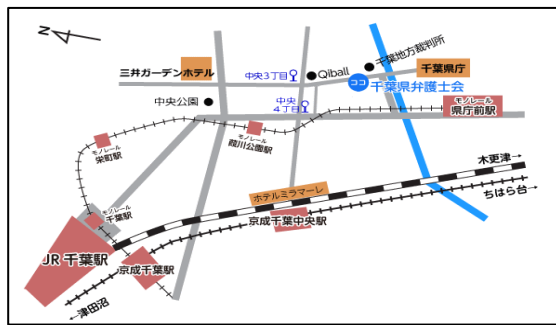 N
三井ガーデンホテル
中央3丁目
Qiball
千葉地方裁判所
千葉県庁
ココ
千葉県弁護士会
中央公園
中央
4丁目
モノレール
県庁前駅
モノレール
栄町駅
モノレール
葭川公園駅
木更津→
ホテルミラマーレ
ちはら台→
モノレール
千葉駅
京成千葉中央駅
JR 千葉駅
京成千葉駅
←津田沼